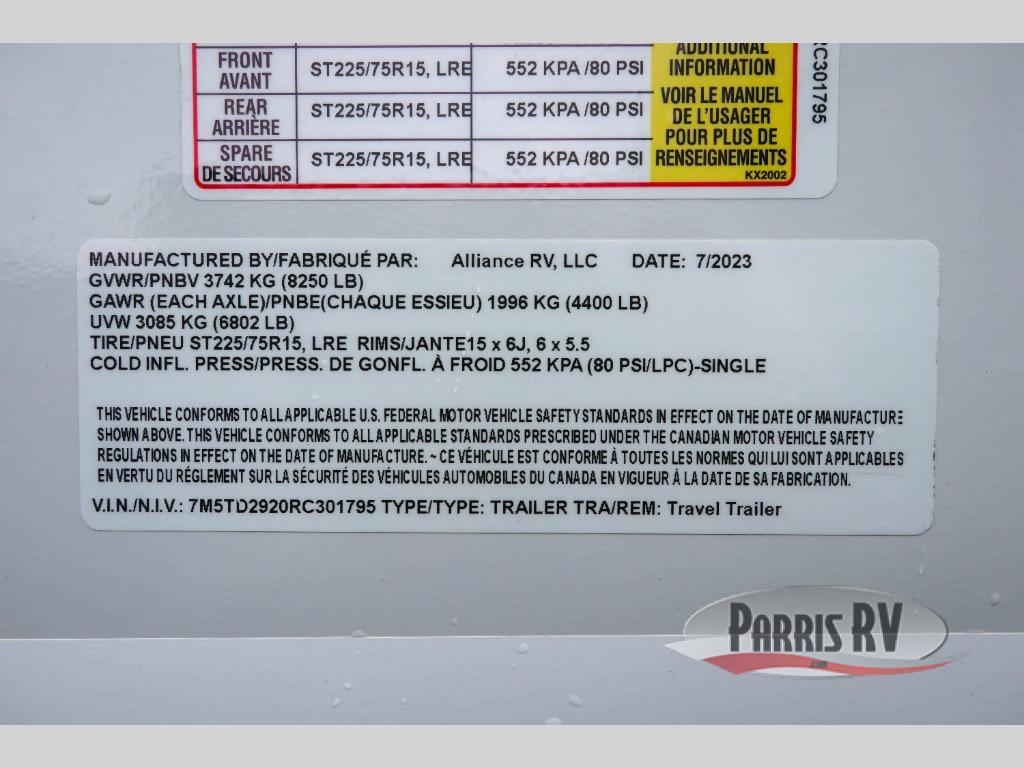 ADDITIONAL
FRONT
AVANT
ST225/75R15, LRE
552 KPA /80 PSI
INFORMATION
REAR
ARRIÈRE
ST225/75R15, LRE
552 KPA /80 PSI
VOIR LE MANUEL
DE L'USAGER
POUR PLUS DE
RENSEIGNEMENTS
SPARE
DE SECOURS
ST225/75R15, LRE
552 KPA /80 PSI
KX2002
RC301795
MANUFACTURED BY/FABRIQUÉ PAR: Alliance RV, LLC DATE: 7/2023
GVWR/PNBV 3742 KG (8250 LB)
GAWR (EACH AXLE)/PNBE(CHAQUE ESSIEU) 1996 KG (4400 LB)
UVW 3085 KG (6802 LB)
TIRE/PNEU ST225/75R15, LRE RIMS/JANTE15 x 6J, 6 x 5.5
COLD INFL. PRESS/PRESS. DE GONFL. À FROID 552 KPA (80 PSI/LPC)-SINGLE
THIS VEHICLE CONFORMS TO ALL APPLICABLE U.S. FEDERAL MOTOR VEHICLE SAFETY STANDARDS IN EFFECT ON THE DATE OF MANUFACTURE
SHOWN ABOVE. THIS VEHICLE CONFORMS TO ALL APPLICABLE STANDARDS PRESCRIBED UNDER THE CANADIAN MOTOR VEHICLE SAFETY
REGULATIONS IN EFFECT ON THE DATE OF MANUFACTURE. ~ CE VÉHICULE EST CONFORME À TOUTES LES NORMES QUI LUI SONT APPLICABLES
EN VERTU DU RÉGLEMENT SUR LA SÉCURITÉ DES VÉHICULES AUTOMOBILES DU CANADA EN VIGUEUR À LA DATE DE SA FABRICATION.
V.I.N./N.I.V.: 7M5TD2920RC301795 TYPE/TYPE: TRAILER TRA/REM: Travel Trailer
PARRIS RV
.com